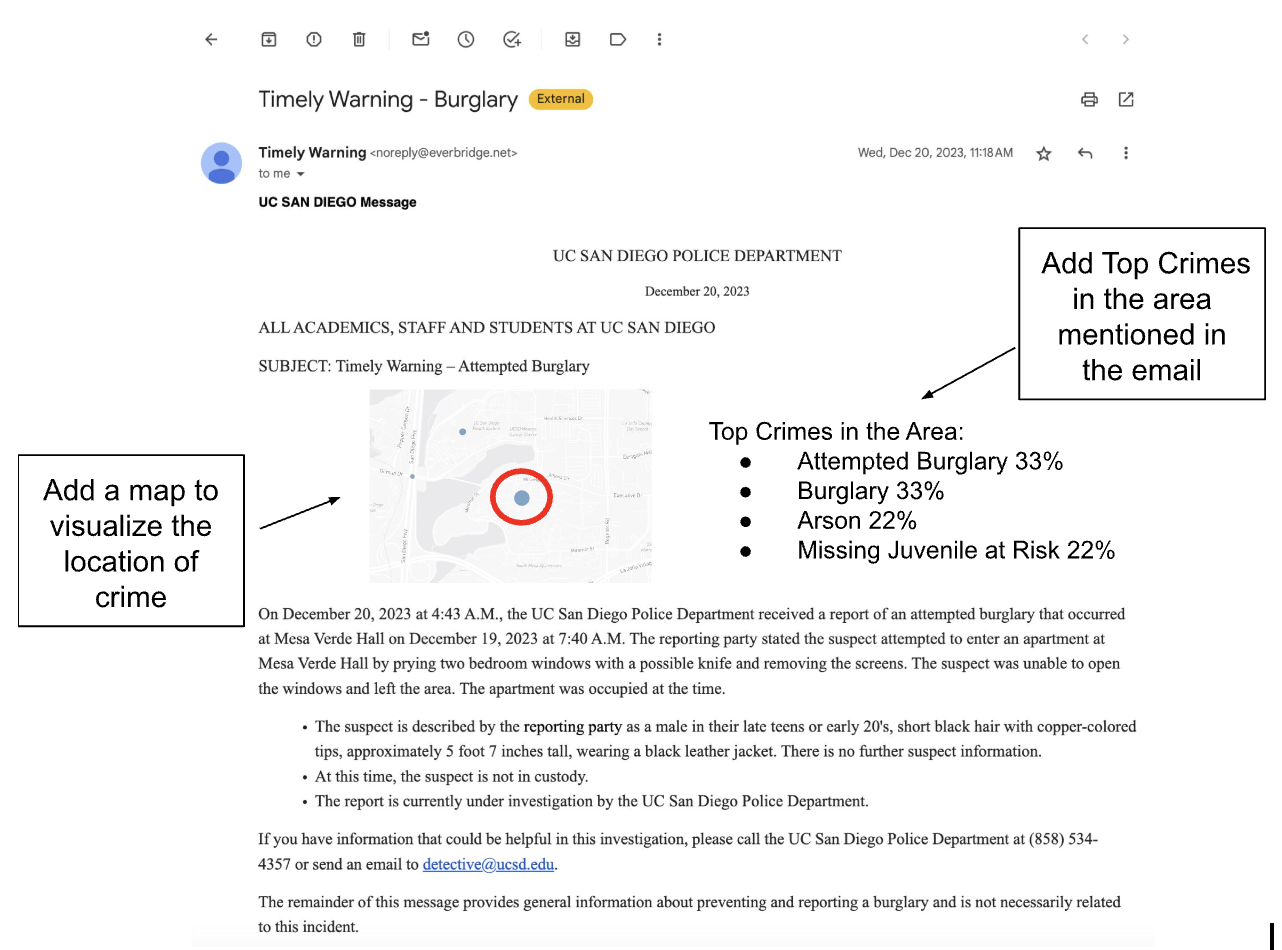 Timely Warning - Burglary External
Timely Warning <noreply@everbridge.net>
Wed, Dec 20, 2023, 11:18 AM
to me
UC SAN DIEGO Message
UC SAN DIEGO POLICE DEPARTMENT
December 20, 2023
ALL ACADEMICS, STAFF AND STUDENTS AT UC SAN DIEGO
SUBJECT: Timely Warning – Attempted Burglary
Add Top Crimes
in the area
mentioned in
the email
Add a map to
visualize the
location of
crime
Top Crimes in the Area:
● Attempted Burglary 33%
● Burglary 33%
● Arson 22%
● Missing Juvenile at Risk 22%
On December 20, 2023 at 4:43 A.M., the UC San Diego Police Department received a report of an attempted burglary that occurred
at Mesa Verde Hall on December 19, 2023 at 7:40 A.M. The reporting party stated the suspect attempted to enter an apartment at
Mesa Verde Hall by prying two bedroom windows with a possible knife and removing the screens. The suspect was unable to open
the windows and left the area. The apartment was occupied at the time.
• The suspect is described by the reporting party as a male in their late teens or early 20's, short black hair with copper-colored
tips, approximately 5 foot 7 inches tall, wearing a black leather jacket. There is no further suspect information.
• At this time, the suspect is not in custody.
• The report is currently under investigation by the UC San Diego Police Department.
If you have information that could be helpful in this investigation, please call the UC San Diego Police Department at (858) 534-
4357 or send an email to detective@ucsd.edu.
The remainder of this message provides general information about preventing and reporting a burglary and is not necessarily related
to this incident.